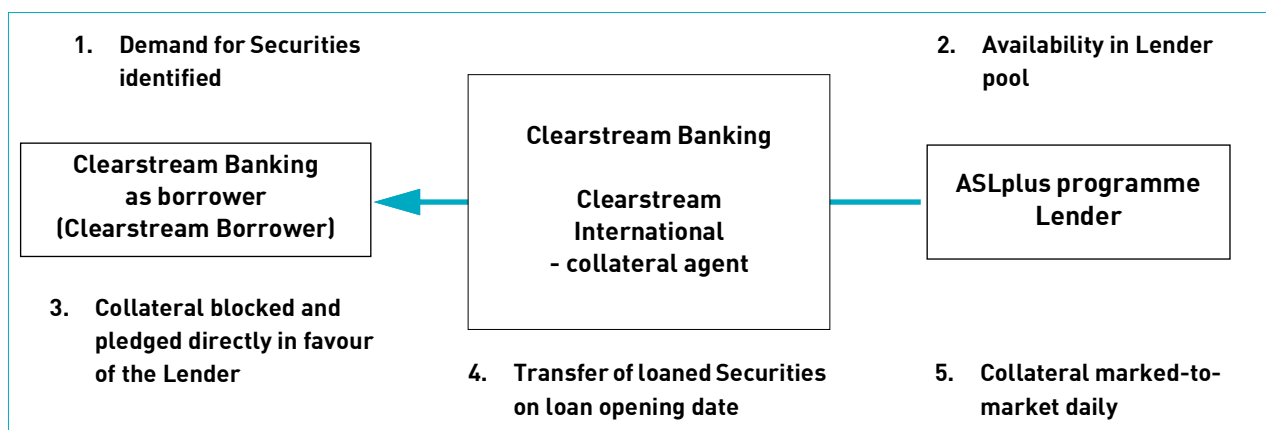 1. Demand for Securities
identified
2. Availability in Lender
pool
Clearstream Banking
as borrower
(Clearstream Borrower)
Clearstream Banking
Clearstream
International
- collateral agent
ASLplus programme
Lender
3. Collateral blocked and
pledged directly in favour
of the Lender
4. Transfer of loaned Securities
on loan opening date
5. Collateral marked-to-
market daily